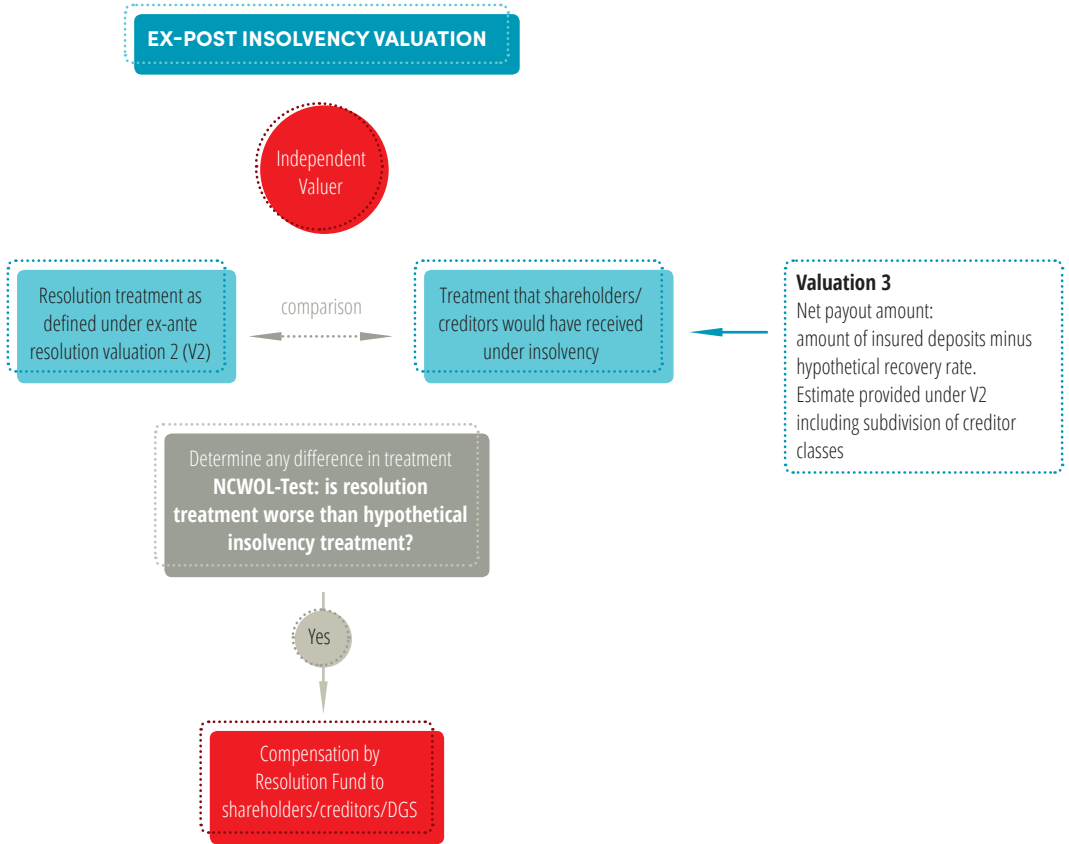 EX-POST INSOLVENCY VALUATION
Independent
Valuer
Resolution treatment as
defined under ex-ante
resolution valuation 2 (V2)
comparison
Treatment that shareholders/
creditors would have received
under insolvency
Valuation 3
Net payout amount:
amount of insured deposits minus
hypothetical recovery rate.
Estimate provided under V2
including subdivision of creditor
classes
Determine any difference in treatment
NCWOL-Test: is resolution
treatment worse than hypothetical
insolvency treatment?
Yes
Compensation by
Resolution Fund to
shareholders/creditors/DGS